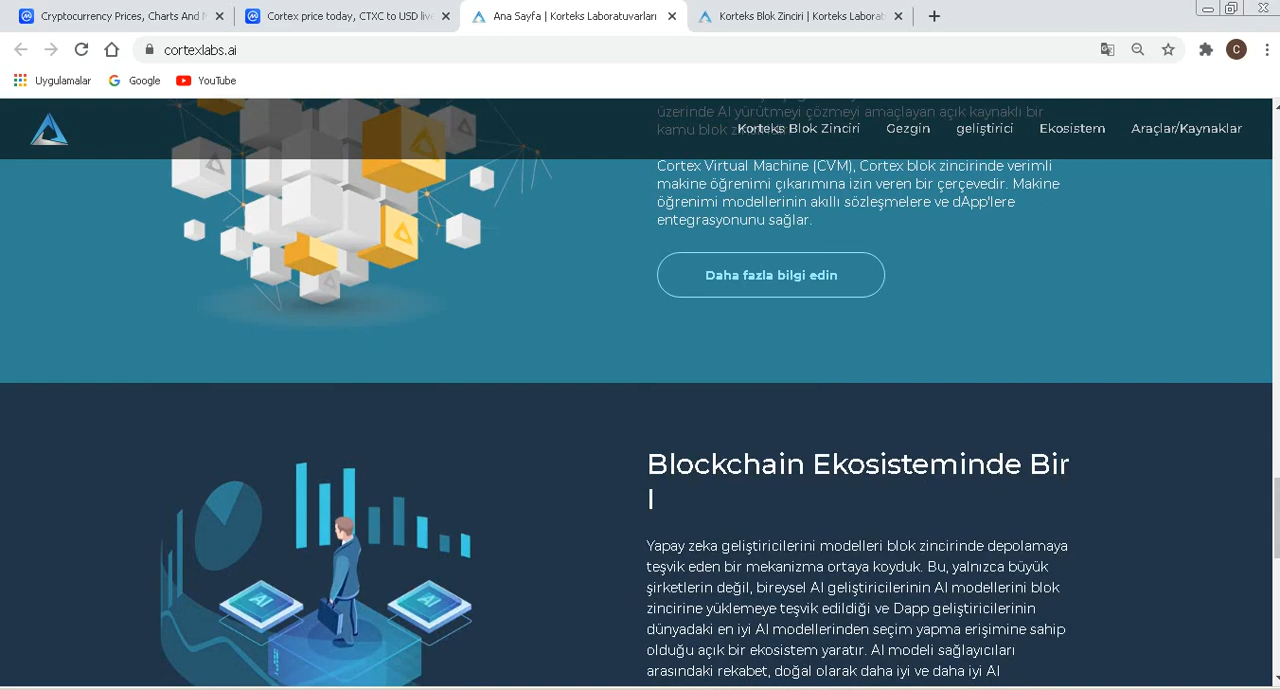 Cryptocurrency Prices, Charts And M
Cortex price today, CTXC to USD live
Ana Sayfa | Korteks Laboratuvarları
Korteks Blok Zinciri | Korteks Laborat
cortexlabs.ai
C
Uygulamalar
Google
YouTube
üzerinde AI yürütmeyi çözmeyi amaçlayan açık kaynaklı bir
kamu blok
Korteks Blok Zinciri
Gezgin
geliştirici
Ekosistem
Araçlar/Kaynaklar
Cortex Virtual Machine (CVM), Cortex blok zincirinde verimli
makine öğrenimi çıkarımına izin veren bir çerçevedir. Makine
öğrenimi modellerinin akıllı sözleşmelere ve dApp'lere
entegrasyonunu sağlar.
Daha fazla bilgi edin
Blockchain Ekosisteminde Bir
I
Yapay zeka geliştiricilerini modelleri blok zincirinde depolamaya
teşvik eden bir mekanizma ortaya koyduk. Bu, yalnızca büyük
şirketlerin değil, bireysel AI geliştiricilerinin AI modellerini blok
zincirine yüklemeye teşvik edildiği ve Dapp geliştiricilerinin
dünyadaki en iyi AI modellerinden seçim yapma erişimine sahip
olduğu açık bir ekosistem yaratır. AI modeli sağlayıcıları
arasındaki rekabet, doğal olarak daha iyi ve daha iyi AI
AI
AI